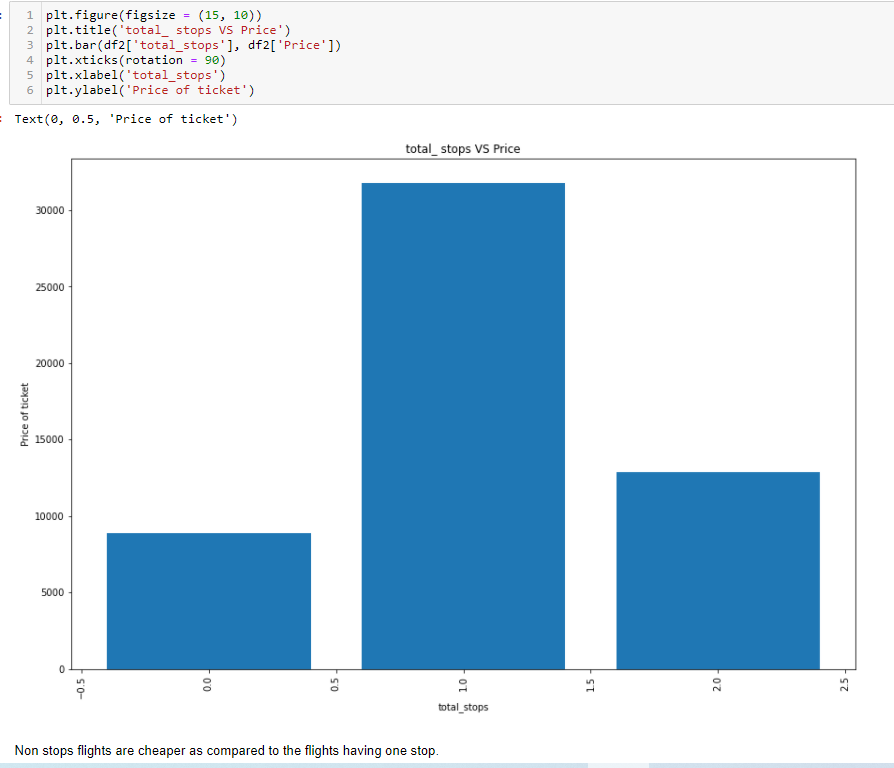 1 plt.figure(figsize = (15, 10))
2 plt.title('total_ stops VS Price')
3 plt.bar(df2['total_stops'], df2['Price'])
4 plt.xticks(rotation = 90)
5 plt.xlabel('total_stops')
6 plt.ylabel('Price of ticket')
Text(0, 0.5, 'Price of ticket')
total_ stops VS Price
30000
25000
20000
15000
10000
5000
0
Price of ticket
−0.5 0.0 0.5 1.0 1.5 2.0 2.5
total_stops
Non stops flights are cheaper as compared to the flights having one stop.